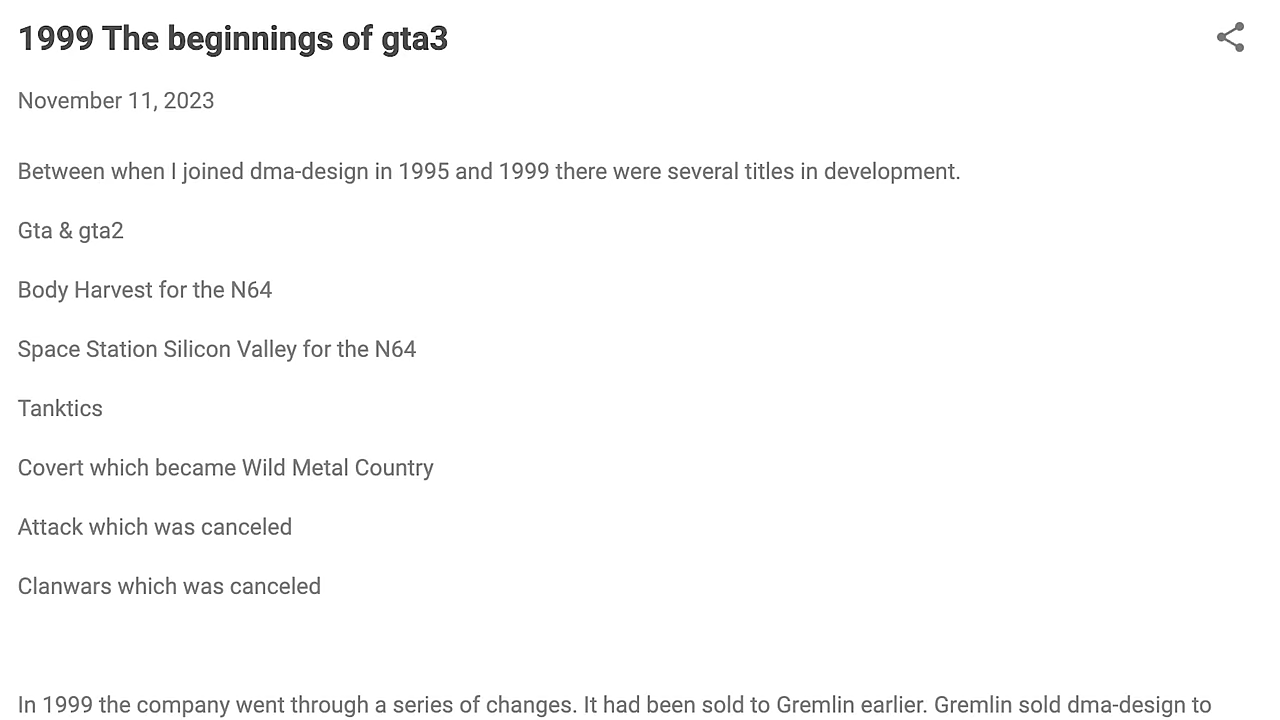 1999 The beginnings of gta3
November 11, 2023
Between when I joined dma-design in 1995 and 1999 there were several titles in development.
Gta & gta2
Body Harvest for the N64
Space Station Silicon Valley for the N64
Tanktics
Covert which became Wild Metal Country
Attack which was canceled
Clanwars which was canceled
In 1999 the company went through a series of changes. It had been sold to Gremlin earlier. Gremlin sold dma-design to